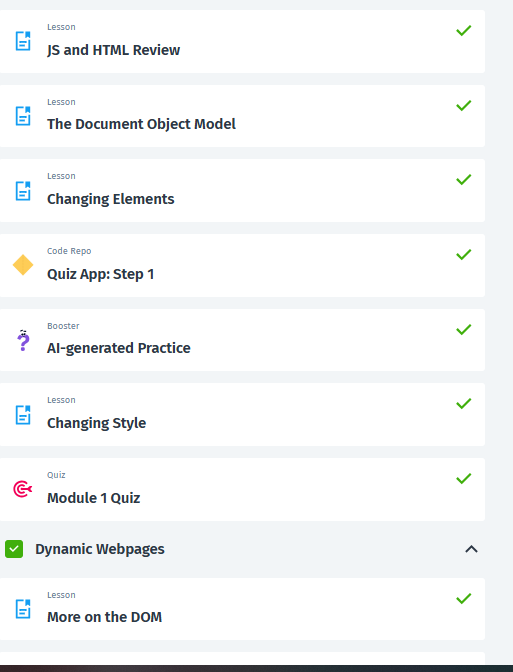 Lesson
JS and HTML Review
Lesson
The Document Object Model
Lesson
Changing Elements
Code Repo
Quiz App: Step 1
Booster
AI-generated Practice
Lesson
Changing Style
Quiz
Module 1 Quiz
Dynamic Webpages
Lesson
More on the DOM